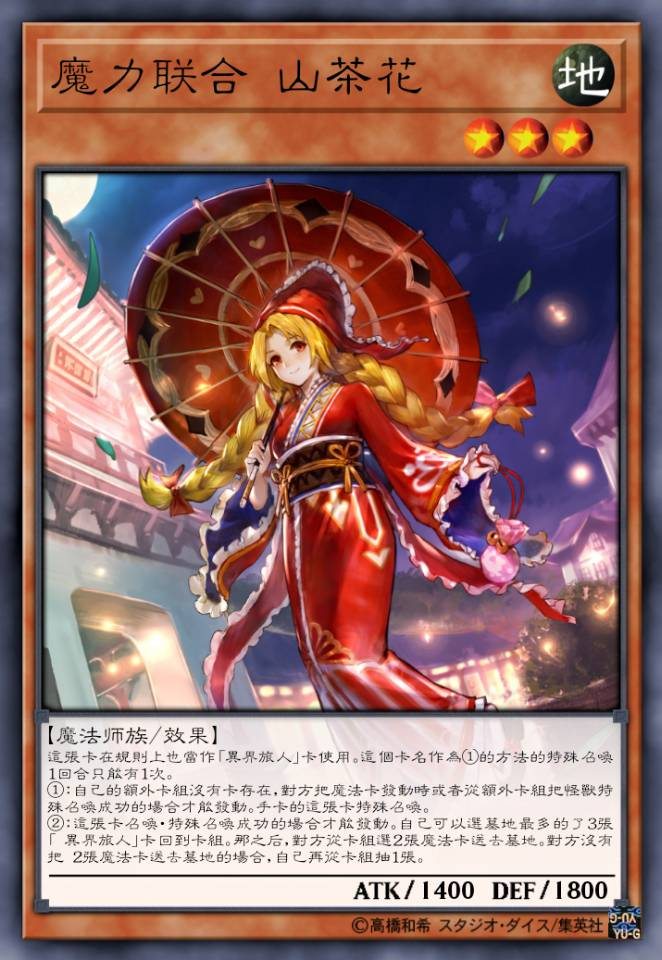 魔力联合 山茶花
地
【魔法师族/效果】
這張卡在規則上也當作「異界旅人」卡使用。這個卡名作為①的方法的特殊召喚
1回合只能有1次。
①：自己的額外卡組沒有卡存在，對方把魔法卡發動時或者從額外卡組把怪獸特
殊召喚成功的場合才能發動。手卡的這張卡特殊召喚。
②：這張卡召喚・特殊召喚成功的場合才能發動。自己可以選墓地最多的了3張
「 異界旅人」卡回到卡組。那之后，對方從卡組選2張魔法卡送去墓地。對方沒有
把 2張魔法卡送去墓地的場合，自己再從卡組抽1張。
ATK/1400 DEF/1800
©高橋和希 スタジオ・ダイス/集英社
YU-G